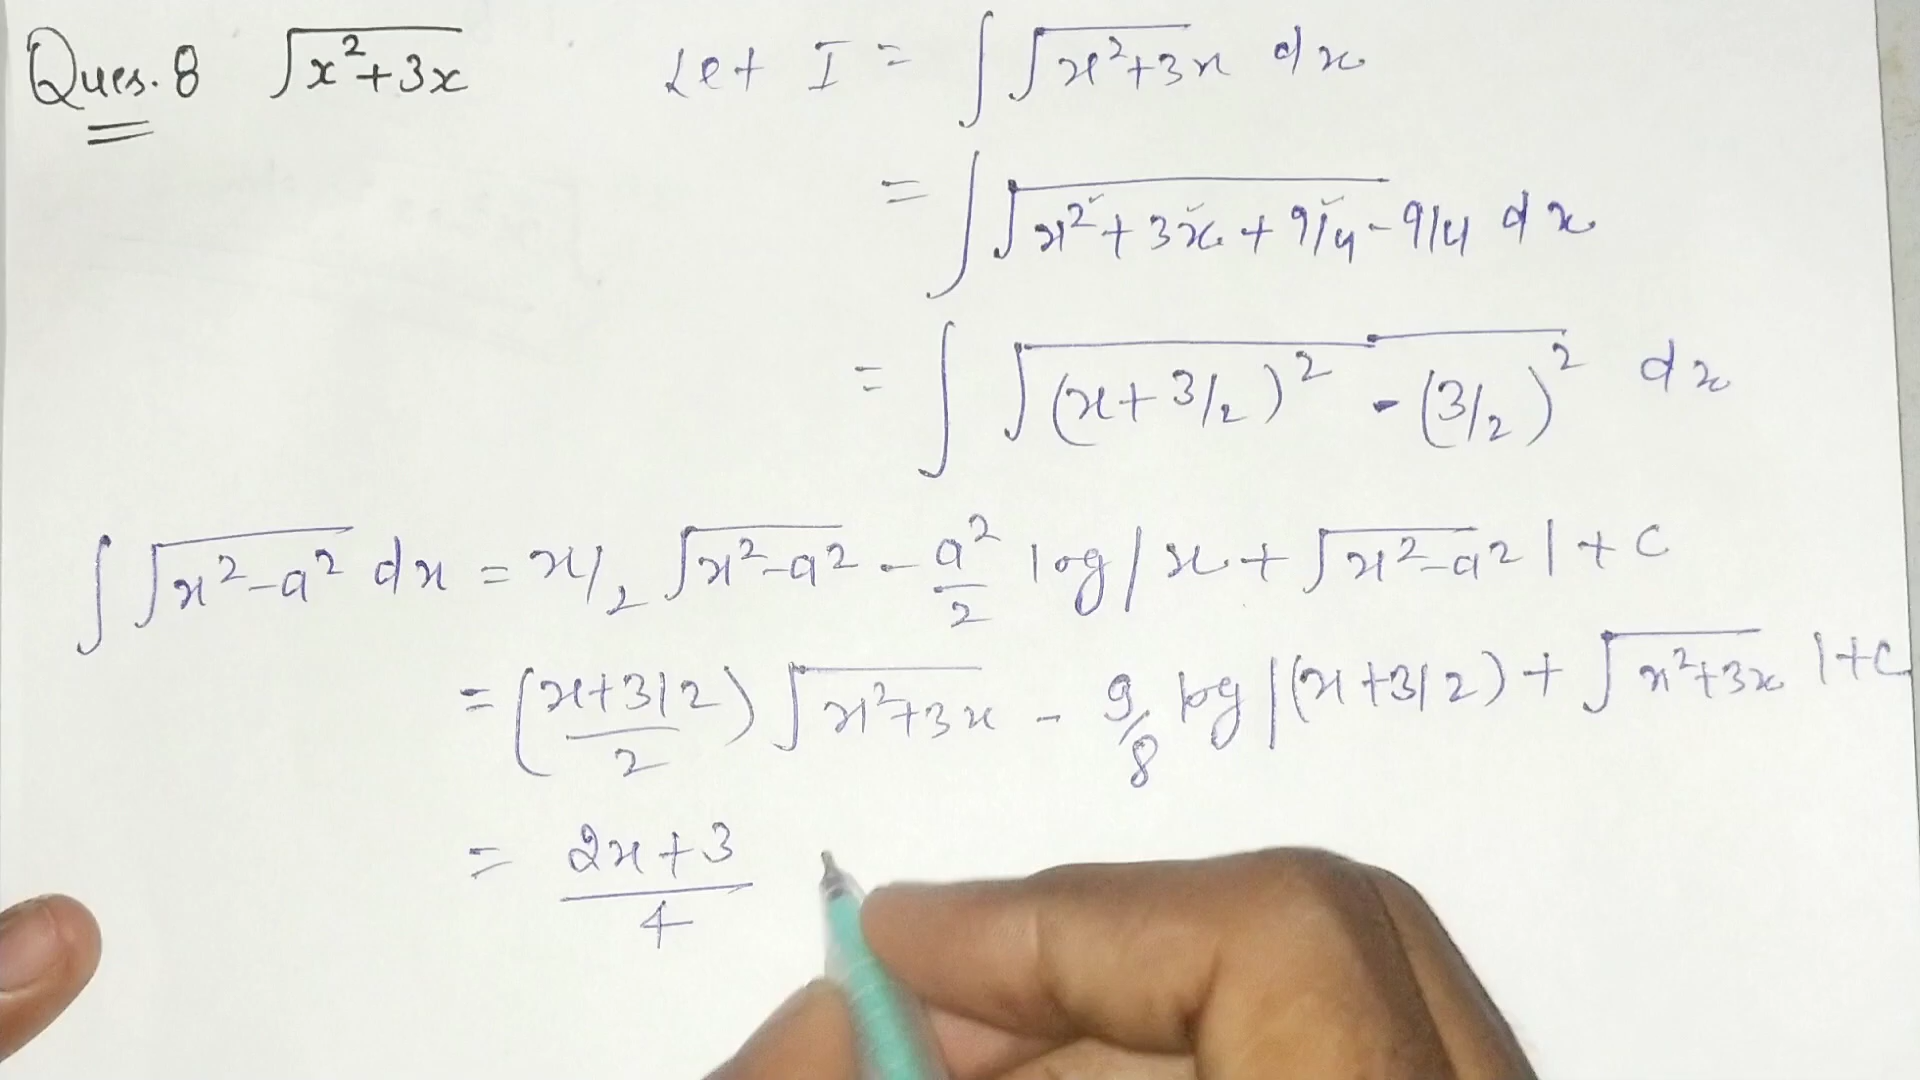 Ques. 8 √(x²+3x) Let I = ∫√(x²+3x) dx
= ∫√(x²+3x+9/4-9/4) dx
= ∫√((x+3/2)² - (3/2)²) dx
∫√(x²-a²) dx = x/2 √(x²-a²) - a²/2 log|x+√(x²-a²)|+c
= ((x+3/2)/2) √(x²+3x) - 9/8 log|(x+3/2)+√(x²+3x)|+c
= (2x+3)/4